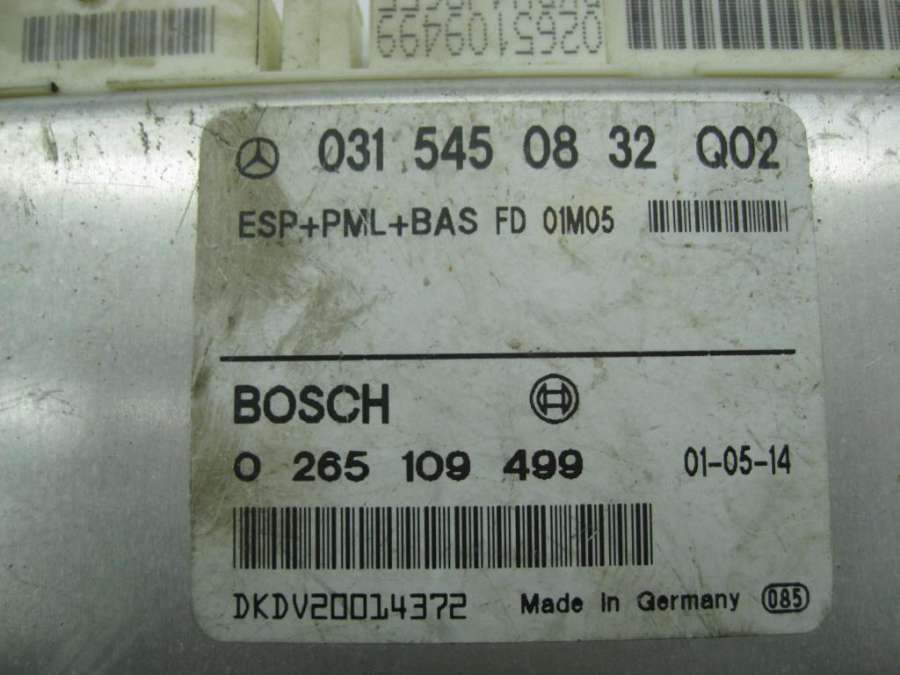 0265109499
031 545 08 32 Q02
ESP+PML+BAS FD 01M05
BOSCH
0 265 109 499 01-05-14
DKDV20014372 Made in Germany 085